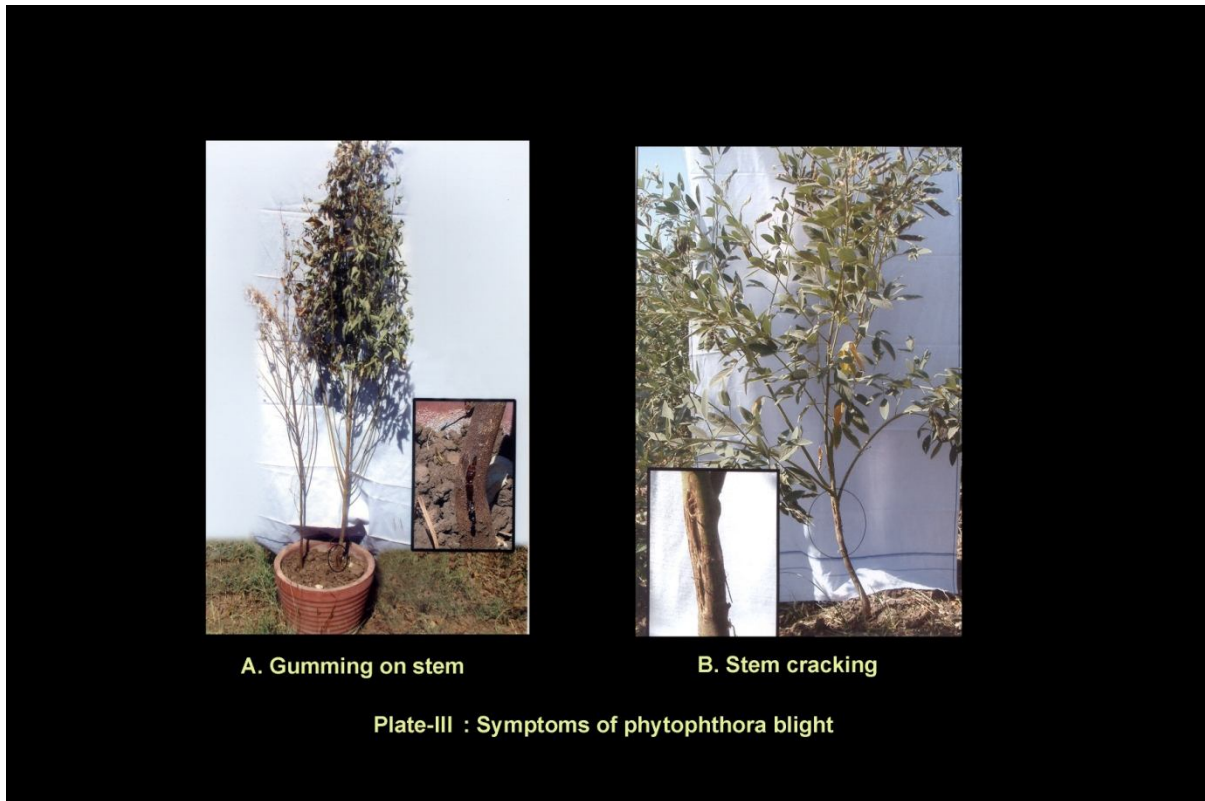 A. Gumming on stem
B. Stem cracking
Plate-III : Symptoms of phytophthora blight